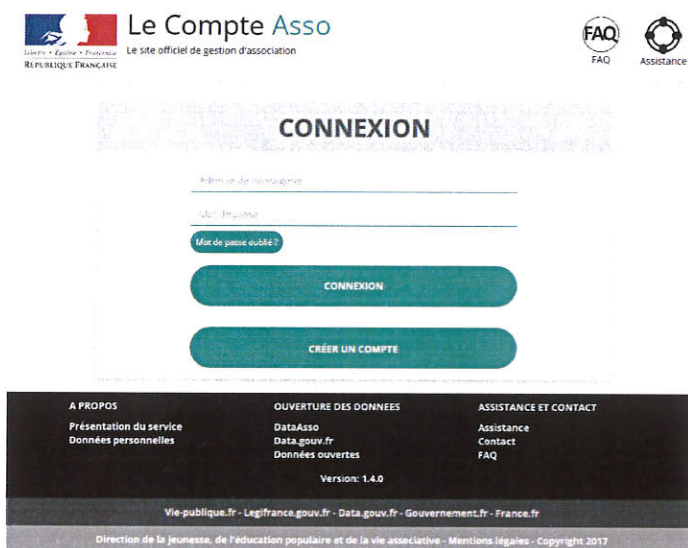 Le Compte Asso
Le site officiel de gestion d'association
Liberté • Égalité • Fraternité
RÉPUBLIQUE FRANÇAISE
FAQ
FAQ
Assistance
CONNEXION
Adresse de messagerie
Mot de passe
Mot de passe oublié ?
CONNEXION
CRÉER UN COMPTE
A PROPOS
Présentation du service
Données personnelles
OUVERTURE DES DONNEES
DataAsso
Data.gouv.fr
Données ouvertes
ASSISTANCE ET CONTACT
Assistance
Contact
FAQ
Version: 1.4.0
Vie-publique.fr - Legifrance.gouv.fr - Data.gouv.fr - Gouvernement.fr - France.fr
Direction de la jeunesse, de l'éducation populaire et de la vie associative - Mentions légales - Copyright 2017